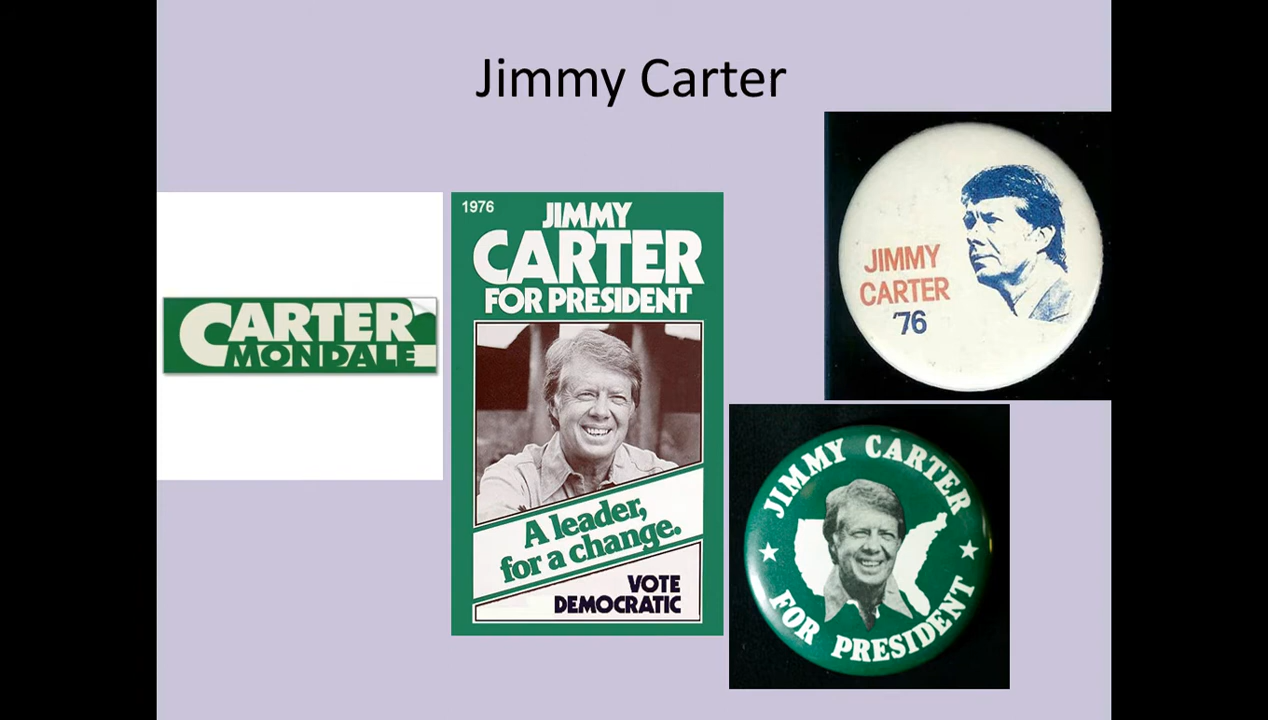 Jimmy Carter
CARTER
MONDALE
1976
JIMMY
CARTER
FOR PRESIDENT
A leader,
for a change.
VOTE
DEMOCRATIC
JIMMY
CARTER
'76
JIMMY CARTER
FOR PRESIDENT